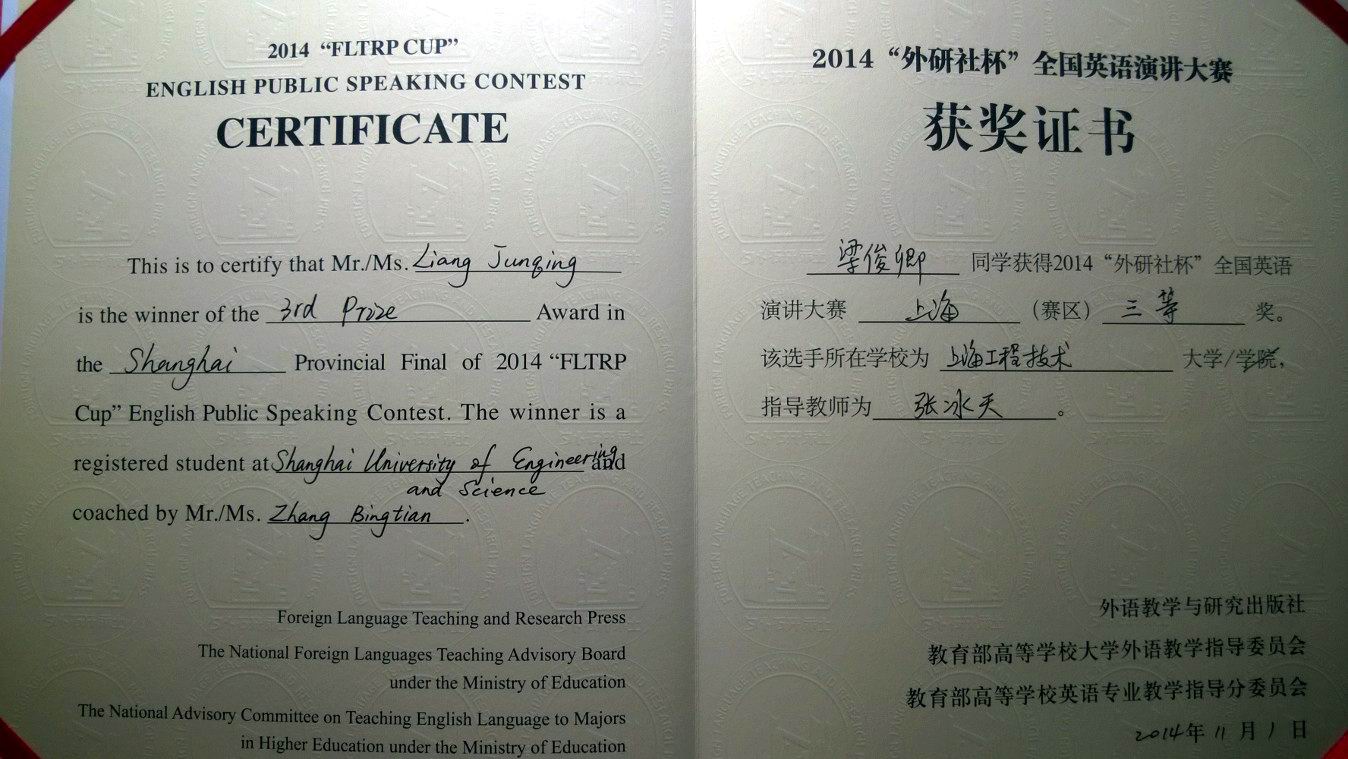 2014 “FLTRP CUP”
ENGLISH PUBLIC SPEAKING CONTEST
CERTIFICATE
This is to certify that Mr./Ms. Liang Junqing
is the winner of the 3rd Prize Award in
the Shanghai Provincial Final of 2014 “FLTRP
Cup” English Public Speaking Contest. The winner is a
registered student at Shanghai University of Engineering and
and Science
coached by Mr./Ms. Zhang Bingtian.
Foreign Language Teaching and Research Press
The National Foreign Languages Teaching Advisory Board
under the Ministry of Education
The National Advisory Committee on Teaching English Language to Majors
in Higher Education under the Ministry of Education
2014“外研社杯”全国英语演讲大赛
获奖证书
梁俊卿 同学获得2014“外研社杯”全国英语
演讲大赛 上海 （赛区） 三等 奖。
该选手所在学校为 上海工程技术 大学/学院，
指导教师为 张冰天 。
外语教学与研究出版社
教育部高等学校大学外语教学指导委员会
教育部高等学校英语专业教学指导分委员会
2014年 11 月 1 日